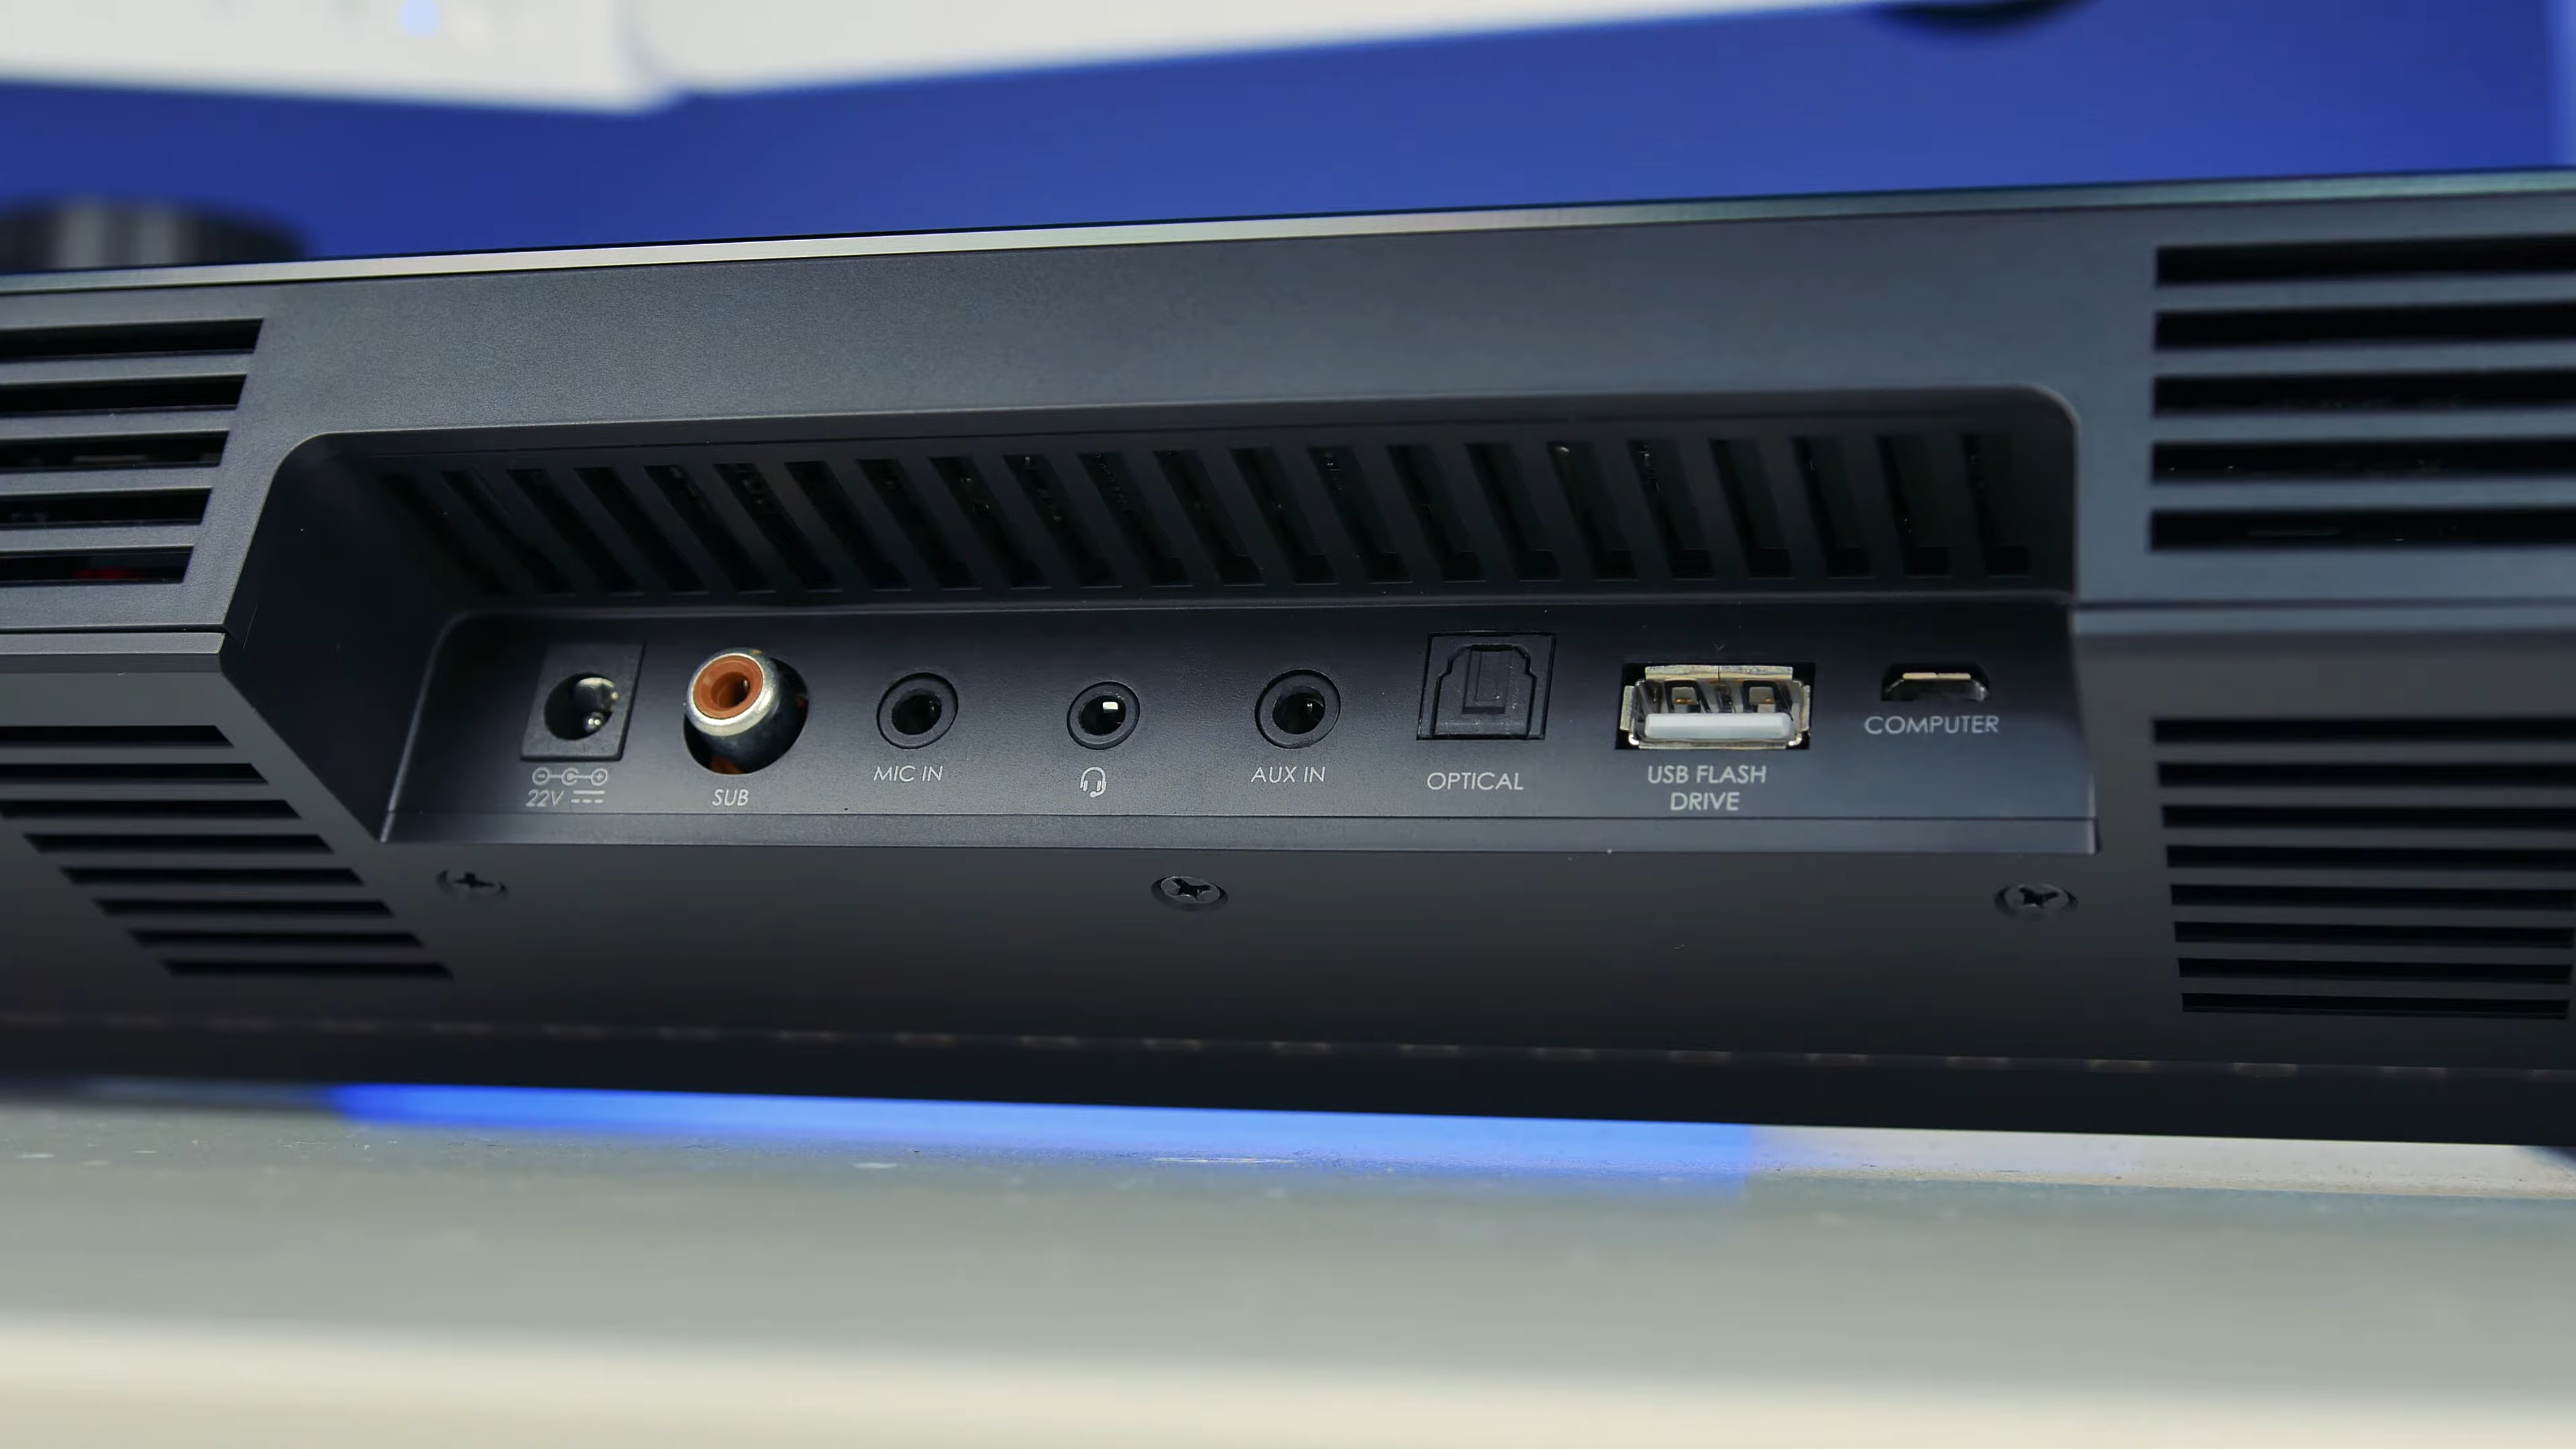 22V
SUB
MIC IN
AUX IN
OPTICAL
USB FLASH
DRIVE
COMPUTER